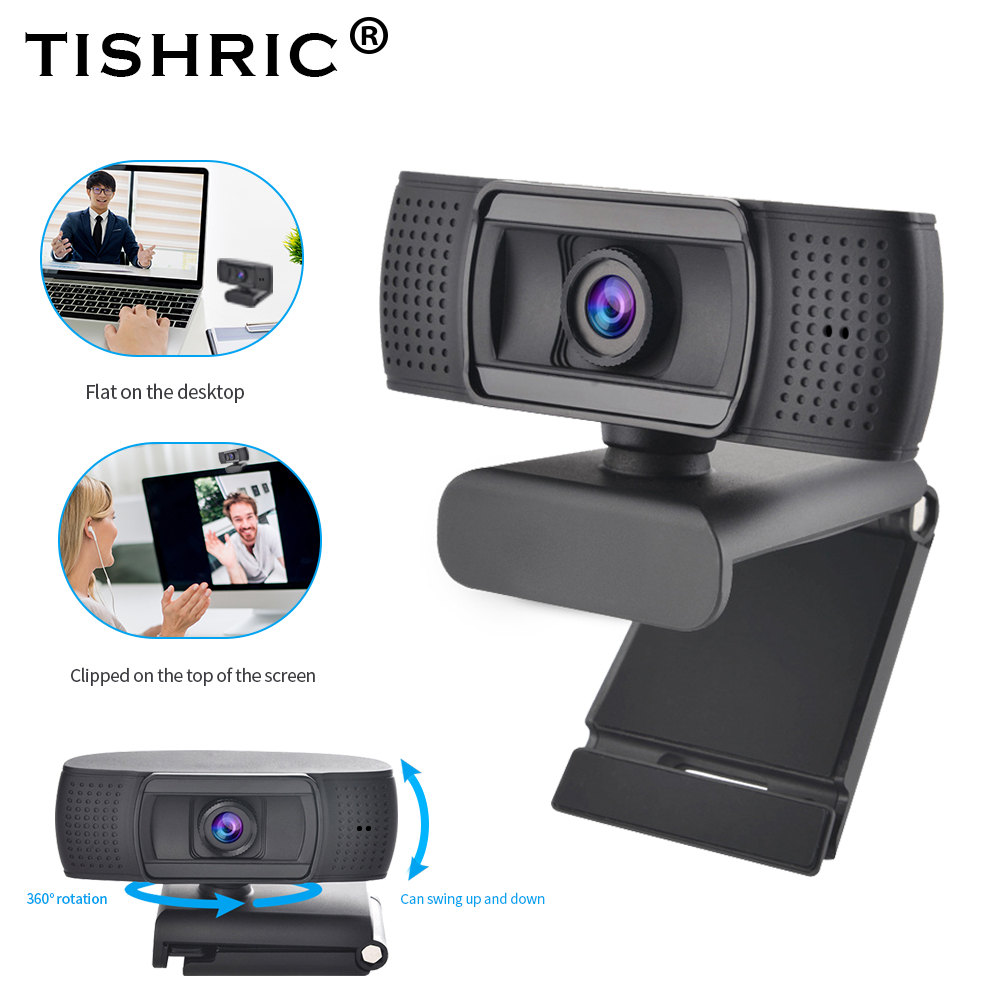 TISHRIC®
Flat on the desktop
Clipped on the top of the screen
360° rotation
Can swing up and down